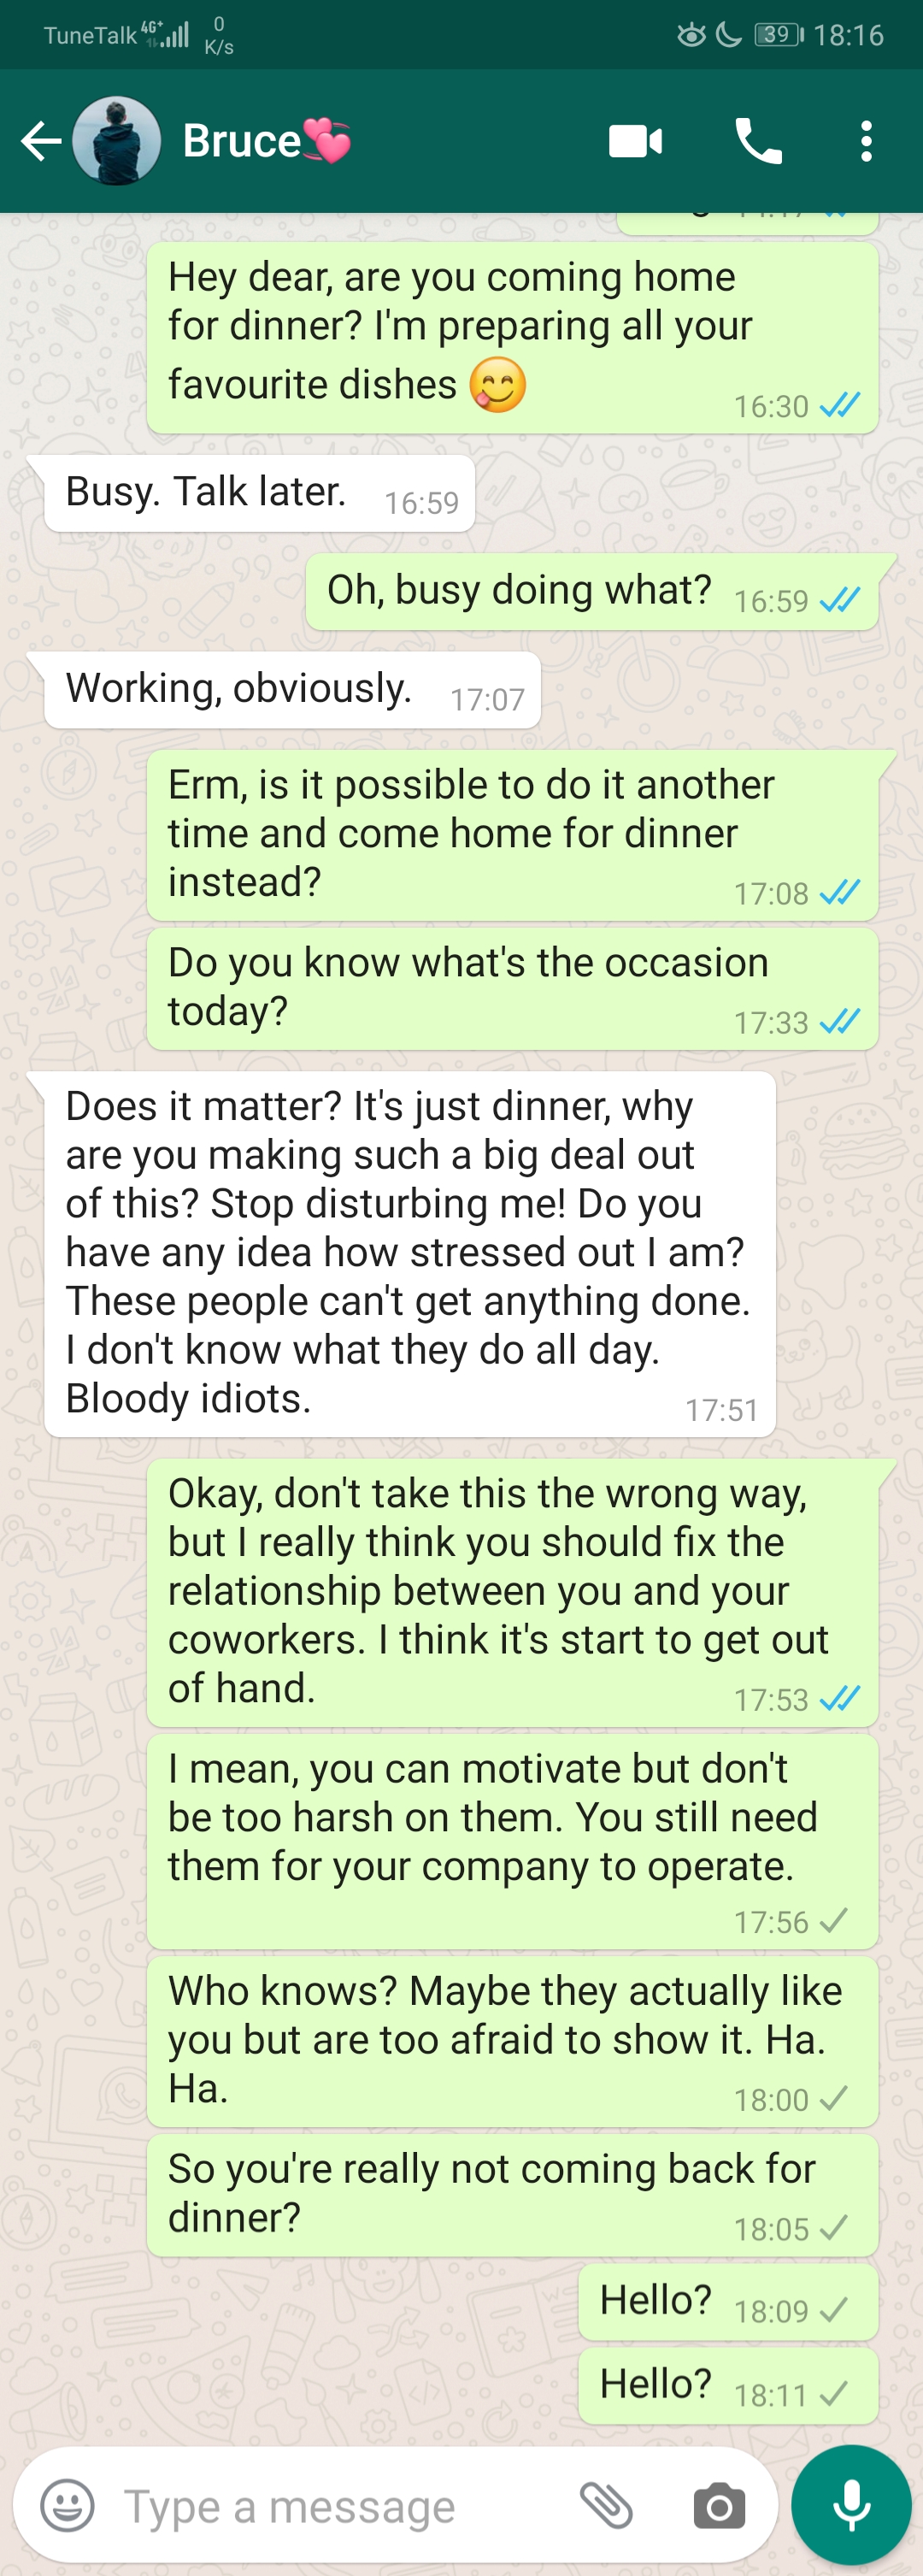 TuneTalk 4G+ 0 K/s 39 18:16
Bruce
14:17
Hey dear, are you coming home
for dinner? I'm preparing all your
favourite dishes 😋
16:30
Busy. Talk later. 16:59
Oh, busy doing what? 16:59
Working, obviously. 17:07
Erm, is it possible to do it another
time and come home for dinner
instead?
17:08
Do you know what's the occasion
today?
17:33
Does it matter? It's just dinner, why
are you making such a big deal out
of this? Stop disturbing me! Do you
have any idea how stressed out I am?
These people can't get anything done.
I don't know what they do all day.
Bloody idiots.
17:51
Okay, don't take this the wrong way,
but I really think you should fix the
relationship between you and your
coworkers. I think it's start to get out
of hand.
17:53
I mean, you can motivate but don't
be too harsh on them. You still need
them for your company to operate.
17:56
Who knows? Maybe they actually like
you but are too afraid to show it. Ha.
Ha.
18:00
So you're really not coming back for
dinner?
18:05
Hello? 18:09
Hello? 18:11
Type a message